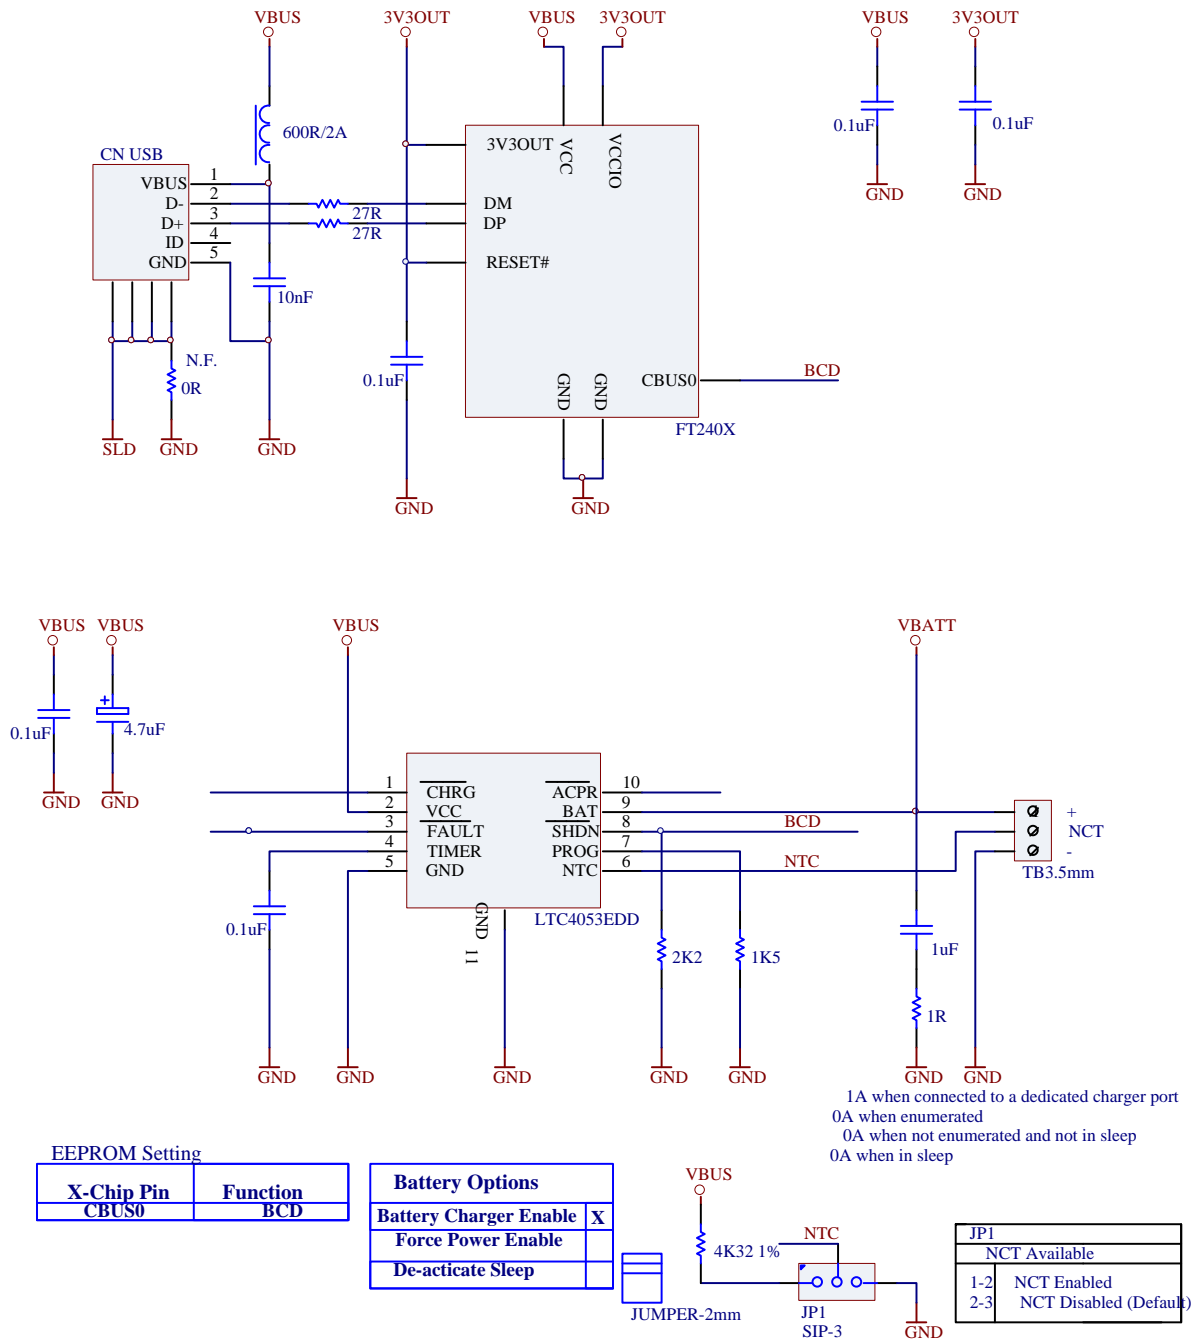 VBUS 3V3OUT VBUS 3V3OUT VBUS 3V3OUT
600R/2A
0.1uF 0.1uF
GND GND
CN USB
VBUS 1
D- 2
D+ 3
ID 4
GND 5
27R
27R
10nF
N.F.
0R
SLD GND GND
0.1uF
GND
3V3OUT
VCC
VCCIO
DM
DP
RESET#
GND
GND
CBUS0
BCD
FT240X
GND
VBUS VBUS VBUS VBATT
0.1uF 4.7uF
GND GND
1 CHRG
2 VCC
3 FAULT
4 TIMER
5 GND
ACPR 10
BAT 9
SHDN 8 BCD
PROG 7
NTC 6 NTC
GND
11
LTC4053EDD
+
NCT
-
TB3.5mm
0.1uF
2K2 1K5 1uF
1R
GND GND GND GND GND GND GND
1A when connected to a dedicated charger port
0A when enumerated
0A when not enumerated and not in sleep
0A when in sleep
EEPROM Setting
X-Chip Pin Function
CBUS0 BCD
Battery Options
Battery Charger Enable X
Force Power Enable
De-acticate Sleep
JUMPER-2mm
VBUS
4K32 1%
NTC
JP1
SIP-3
GND
JP1
NCT Available
1-2 NCT Enabled
2-3 NCT Disabled (Default)